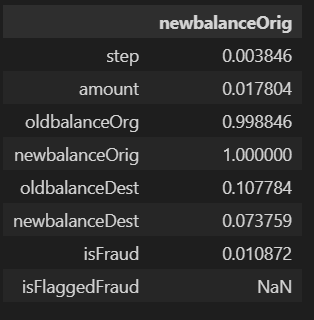 newbalanceOrig
step 0.003846
amount 0.017804
oldbalanceOrg 0.998846
newbalanceOrig 1.000000
oldbalanceDest 0.107784
newbalanceDest 0.073759
isFraud 0.010872
isFlaggedFraud NaN